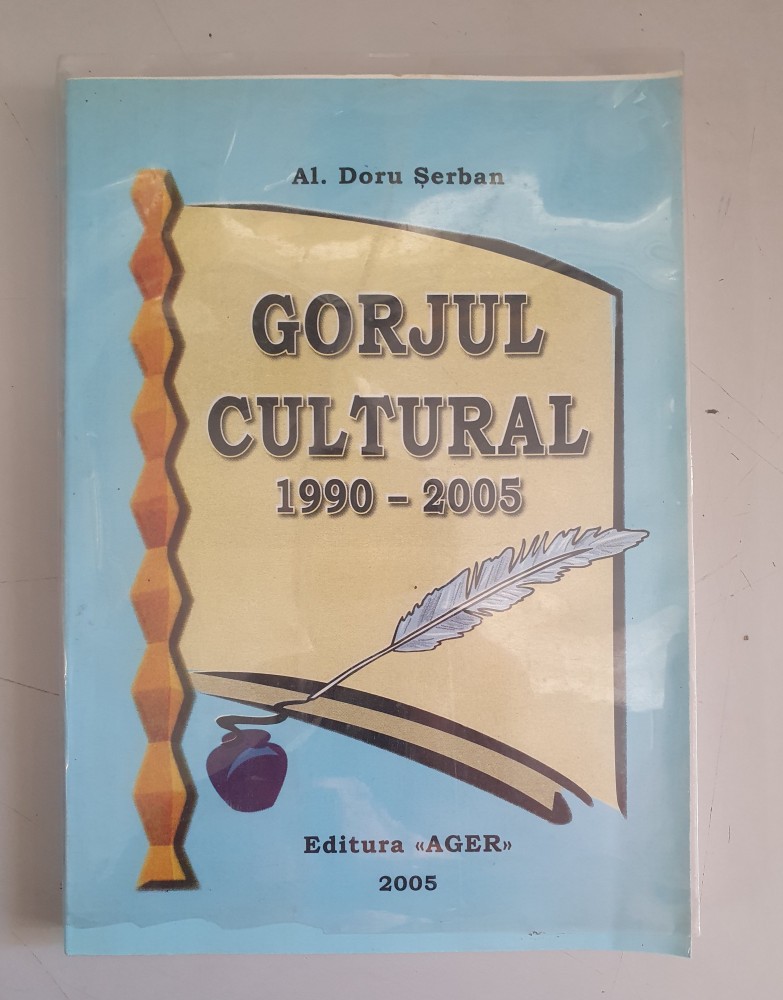 Al. Doru Șerban
GORJUL
CULTURAL
1990 – 2005
Editura «AGER»
2005